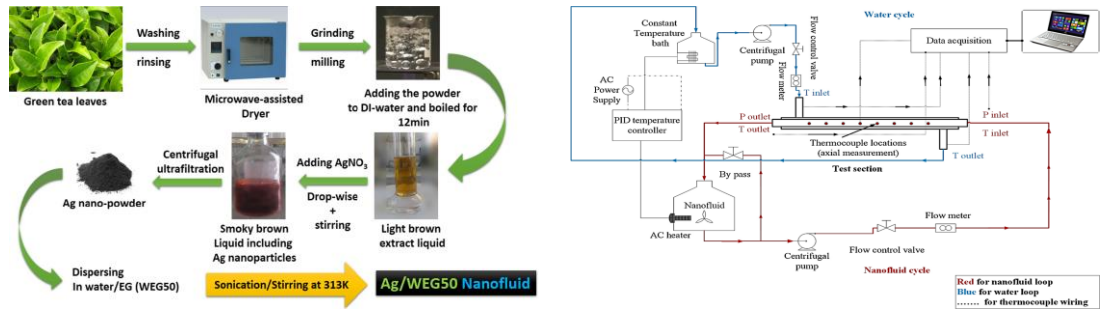 Washing
rinsing
Grinding
milling
Green tea leaves
Microwave-assisted
Dryer
Adding the powder
to DI-water and boiled for
12min
Centrifugal
ultrafiltration
Adding AgNO₃
Drop-wise
+
stirring
Ag nano-powder
Smoky brown
Liquid including
Ag nanoparticles
Light brown
extract liquid
Dispersing
In water/EG (WEG50)
Sonication/Stirring at 313K
Ag/WEG50 Nanofluid
Constant
Temperature
bath
Centrifugal
pump
Flow control valve
Flow meter
Water cycle
Data acquisition
AC
Power
Supply
T inlet
PID temperature
controller
P outlet
T outlet
P inlet
T inlet
Thermocouple locations
(axial measurement)
T outlet
Test section
By pass
Nanofluid
AC heater
Centrifugal
pump
Flow control valve
Flow meter
Nanofluid cycle
Red for nanofluid loop
Blue for water loop
....... for thermocouple wiring